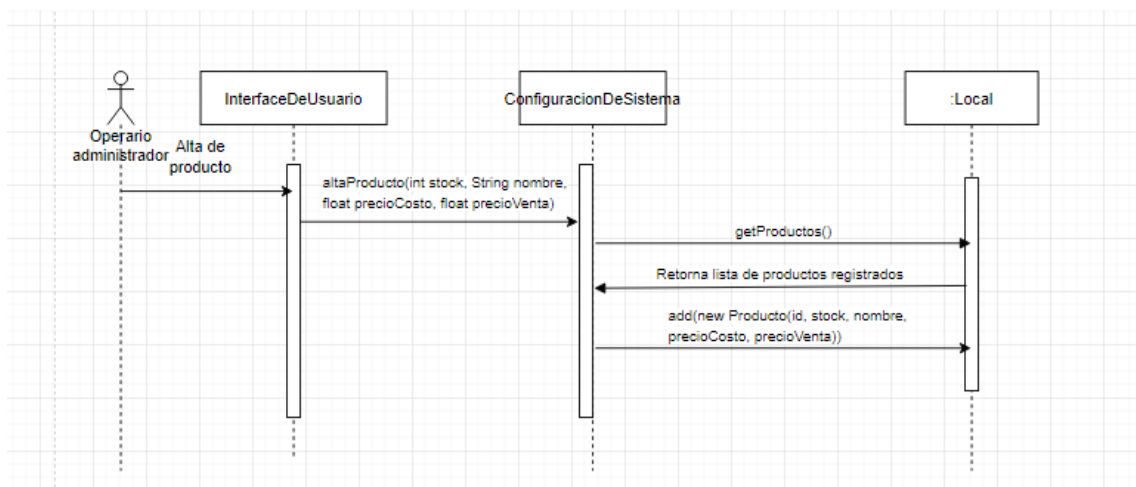 InterfaceDeUsuario
ConfiguracionDeSistema
:Local
Operario
administrador
Alta de
producto
altaProducto(int stock, String nombre,
float precioCosto, float precioVenta)
getProductos()
Retorna lista de productos registrados
add(new Producto(id, stock, nombre,
precioCosto, precioVenta))